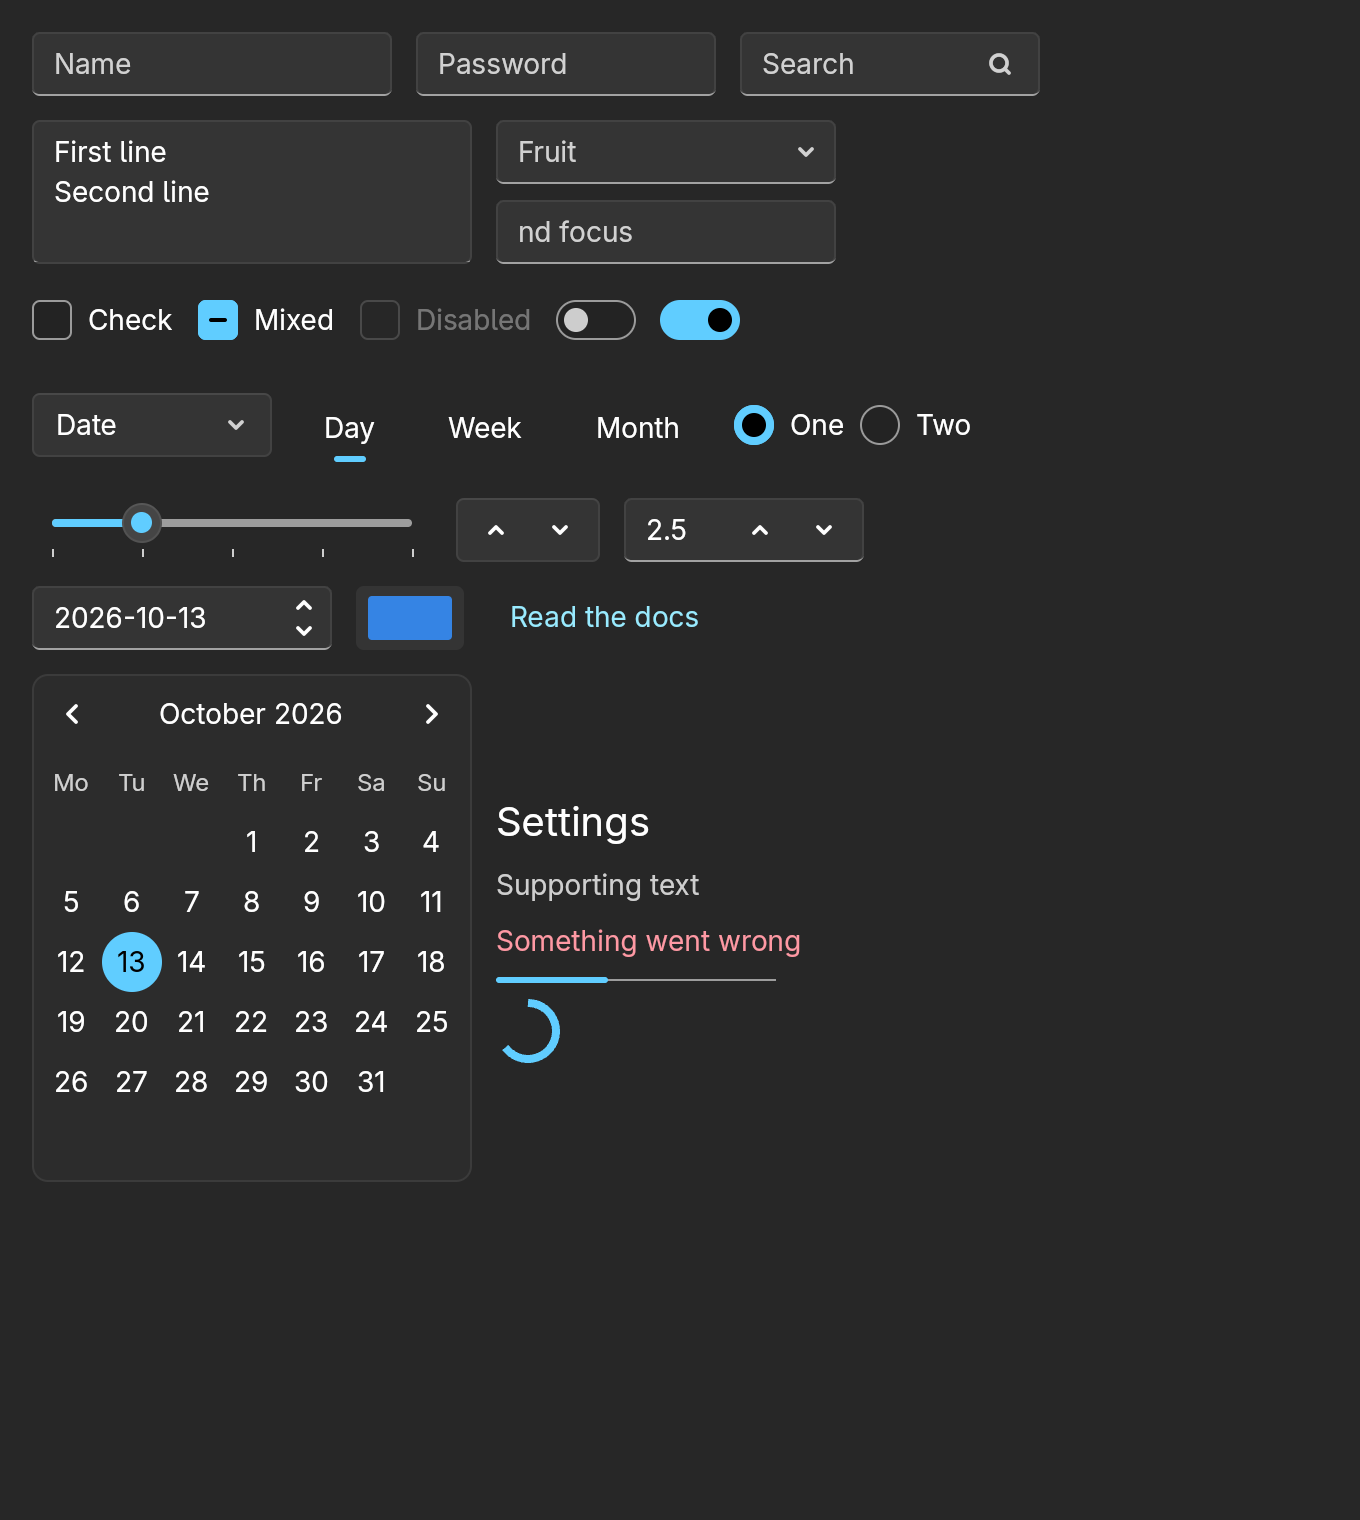 Name Password Search
First line
Second line
Fruit
nd focus
Check Mixed Disabled
Date Day Week Month One Two
2.5
2026-10-13 Read the docs
October 2026
Mo Tu We Th Fr Sa Su
1 2 3 4
5 6 7 8 9 10 11
12 13 14 15 16 17 18
19 20 21 22 23 24 25
26 27 28 29 30 31
Settings
Supporting text
Something went wrong